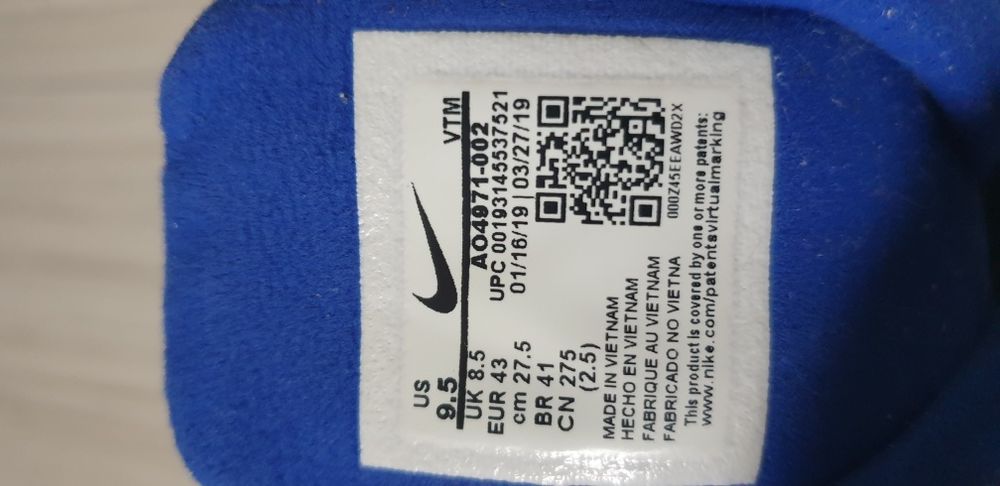 US
9.5
VTM
UK 8.5
EUR 43
cm 27.5
BR 41
CN 275
(2.5)
AO4971-002
UPC 00193145537521
01/16/19 | 03/27/19
MADE IN VIETNAM
HECHO EN VIETNAM
FABRIQUE AU VIETNAM
FABRICADO NO VIETNA
000Z45EEAWD2X
This product is covered by one or more patents:
www.nike.com/patentsvirtualmarking